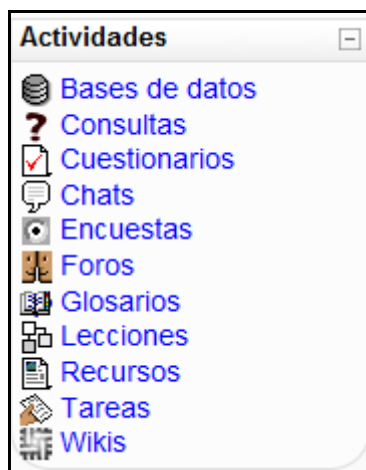 Actividades
Bases de datos
Consultas
Cuestionarios
Chats
Encuestas
Foros
Glosarios
Lecciones
Recursos
Tareas
Wikis